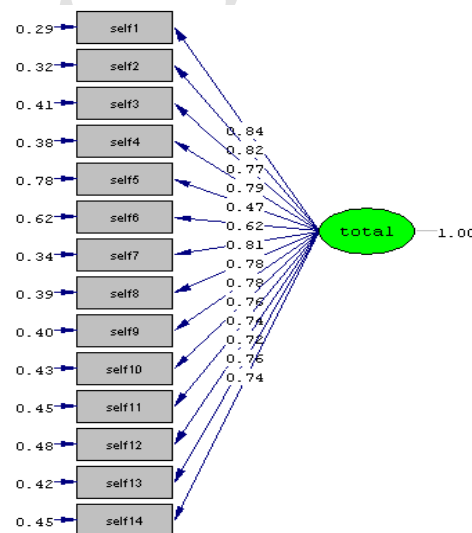 0.29 self1
0.32 self2
0.41 self3
0.84
0.38 self4
0.82
0.77
0.78 self5
0.79
0.47
0.62 self6
0.62
total 1.00
0.34 self7
0.81
0.78
0.39 self8
0.78
0.76
0.40 self9
0.74
0.72
0.43 self10
0.76
0.74
0.45 self11
0.48 self12
0.42 self13
0.45 self14